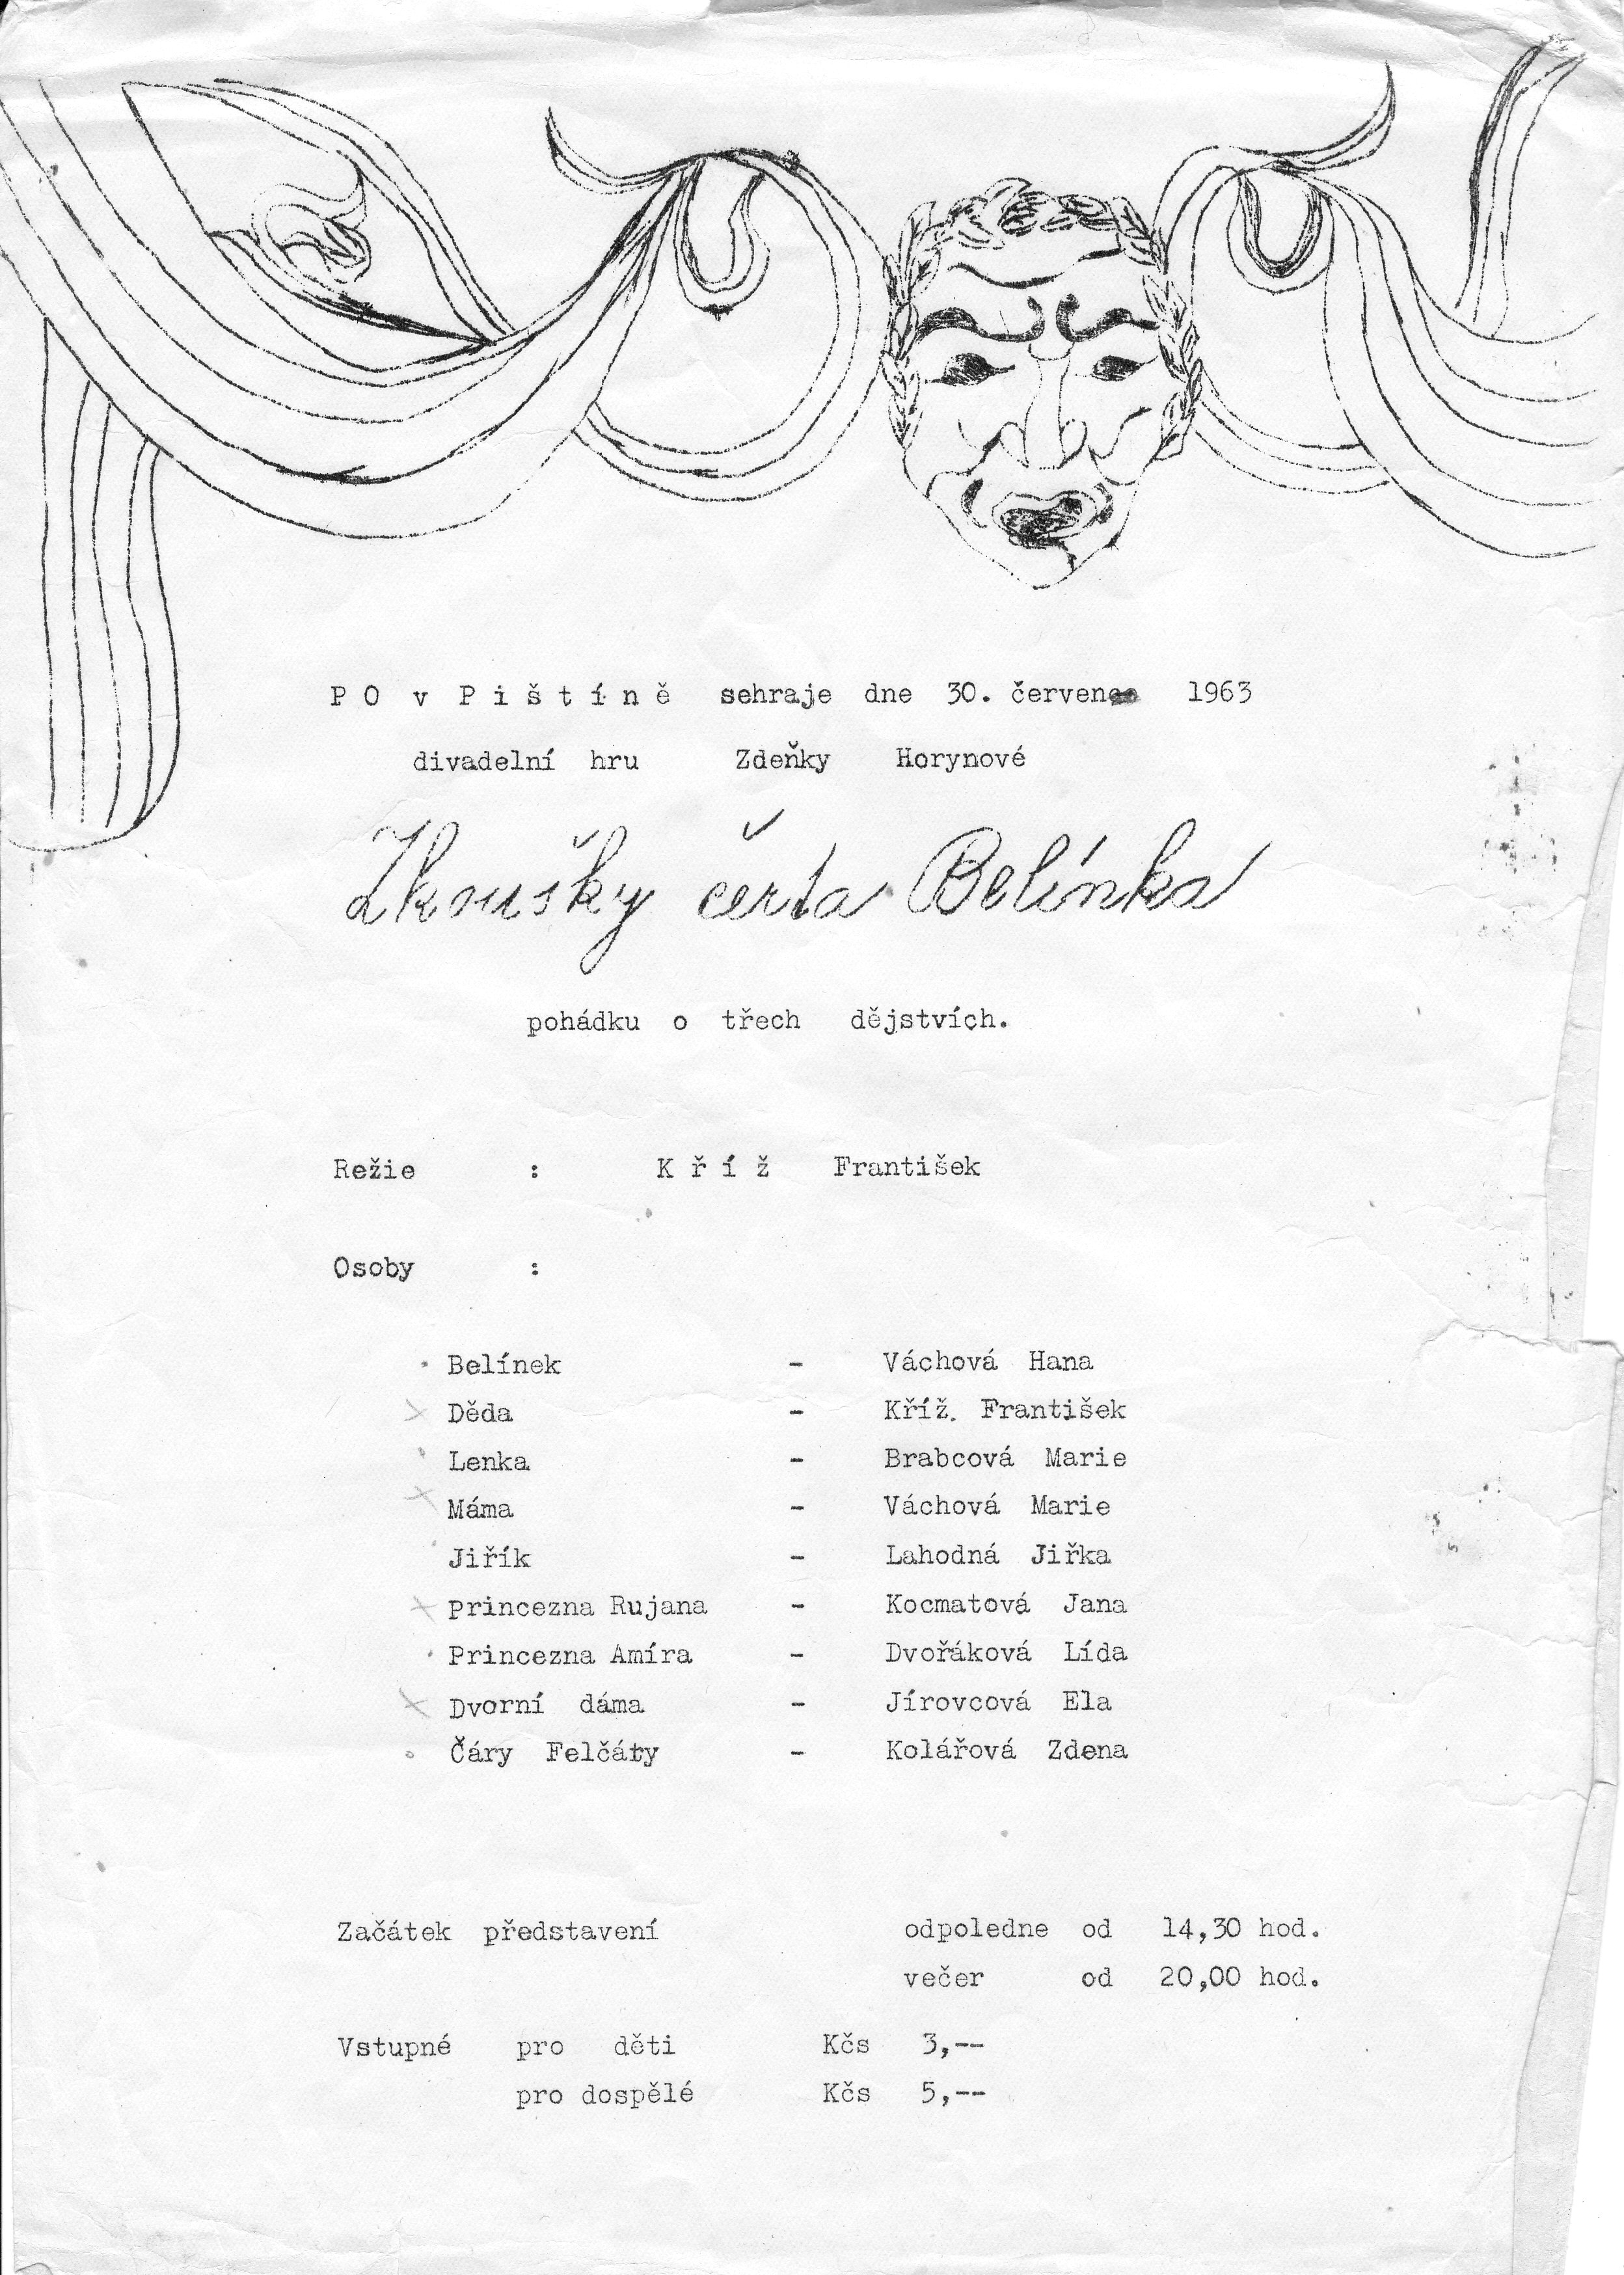 P O v P i š t í n ě sehraje dne 30. červen 1963
divadelní hru Zdeňky Horynové
Zkoušky čerta Belínka
pohádku o třech dějstvích.
Režie : K ř í ž František
Osoby :
Belínek - Váchová Hana
Děda - Kříž. František
Lenka - Brabcová Marie
Máma - Váchová Marie
Jiřík - Lahodná Jiřka
Princezna Rujana - Kocmatová Jana
Princezna Amíra - Dvořáková Lída
Dvorní dáma - Jírovcová Ela
Čáry Felčáry - Kolářová Zdena
Začátek představení odpoledne od 14,30 hod.
večer od 20,00 hod.
Vstupné pro děti Kčs 3,--
pro dospělé Kčs 5,--